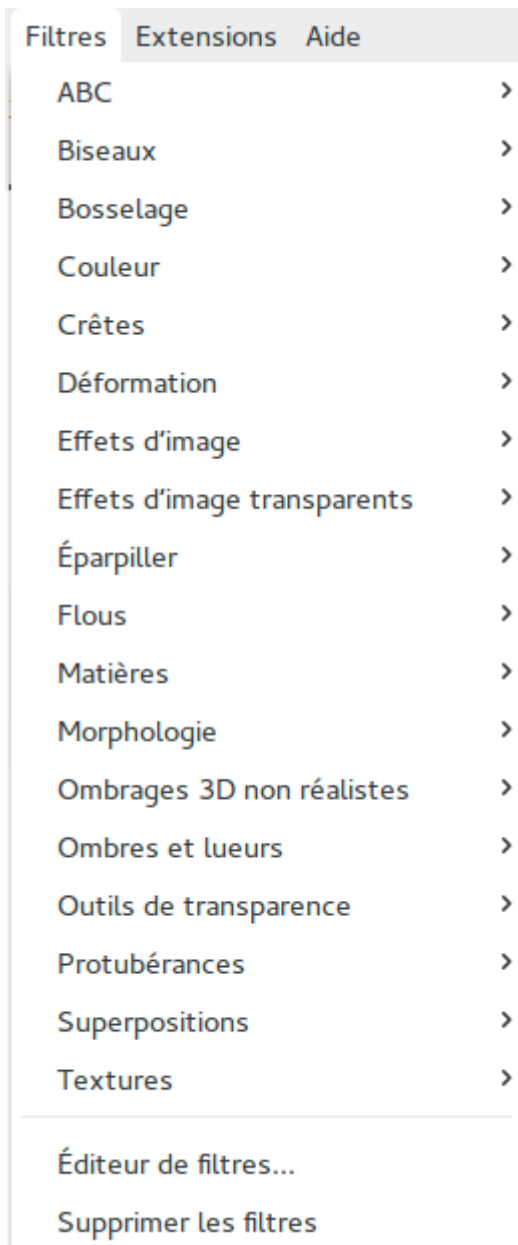 Filtres Extensions Aide
ABC
Biseaux
Bosselage
Couleur
Crêtes
Déformation
Effets d'image
Effets d'image transparents
Éparpiller
Flous
Matières
Morphologie
Ombrages 3D non réalistes
Ombres et lueurs
Outils de transparence
Protubérances
Superpositions
Textures
Éditeur de filtres...
Supprimer les filtres